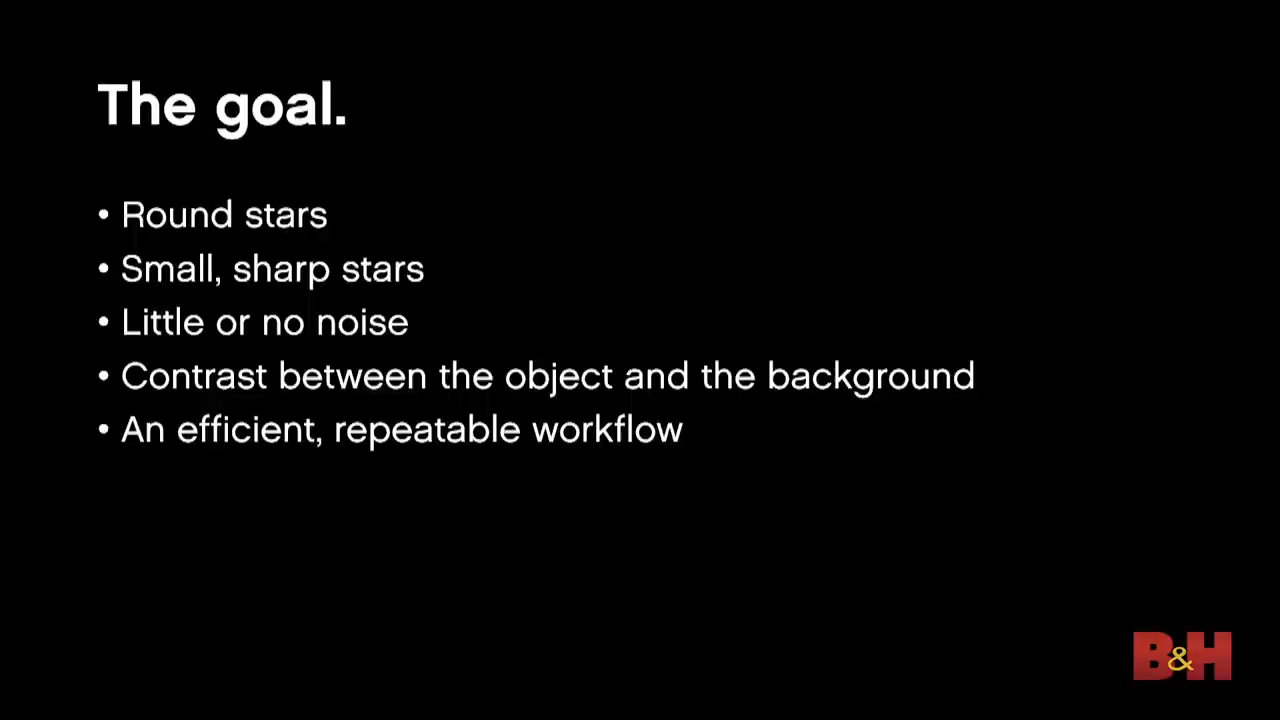 The goal.
• Round stars
• Small, sharp stars
• Little or no noise
• Contrast between the object and the background
• An efficient, repeatable workflow
B&H